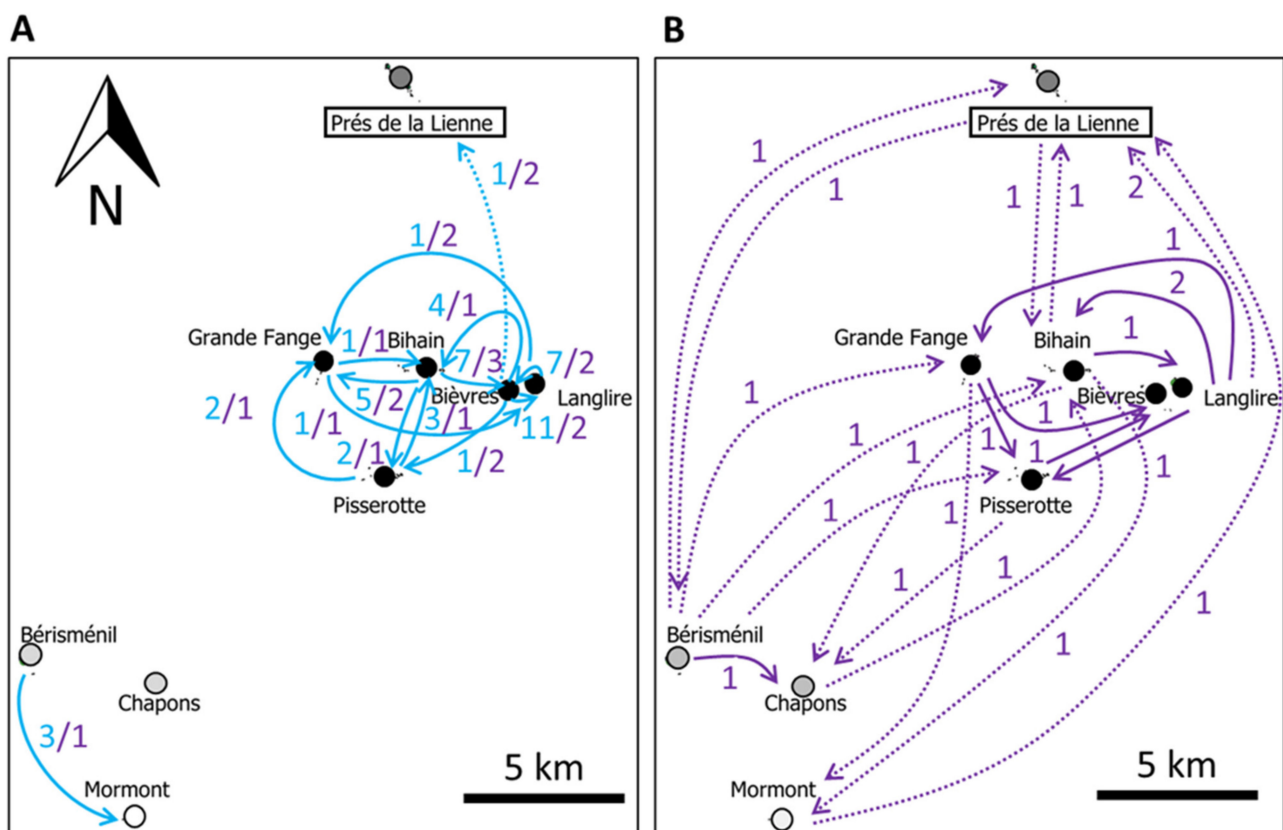 A
N
Prés de la Lienne
1/2
1/2
4/1
Grande Fange
1/1
Bihain
7/3
7/2
Bièvres
Langlire
2/1
1/1
5/2
3/1
11/2
2/1
1/2
Pisserotte
Bérisménil
Chapons
3/1
Mormont
5 km
B
Prés de la Lienne
1
1
1
1
2
1
2
Grande Fange
Bihain
1
Bièvres
Langlire
1
1
1
1
1
1
1
Pisserotte
1
1
1
1
1
Bérisménil
1
Chapons
1
Mormont
5 km